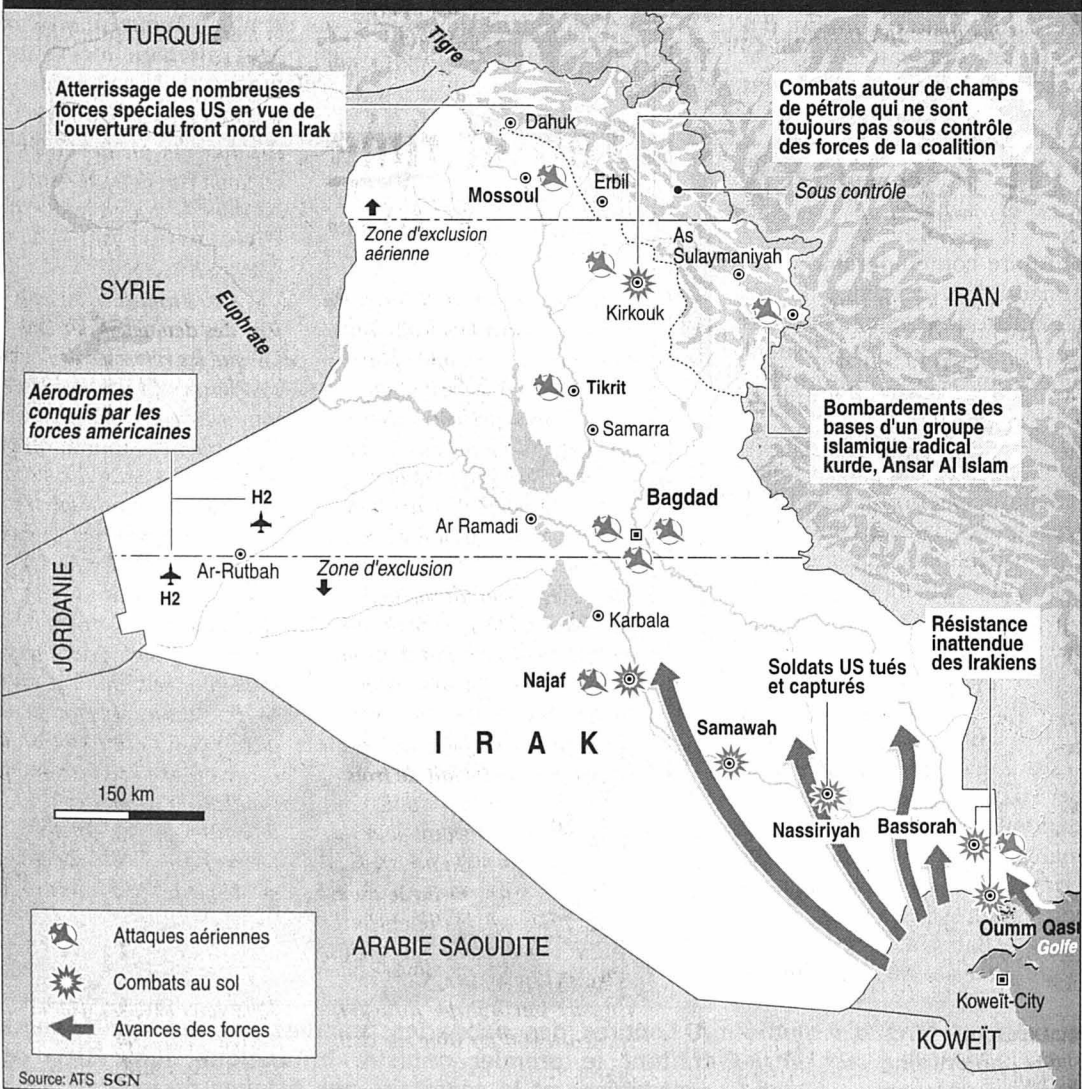 TURQUIE
Tigre
Atterrissage de nombreuses
forces spéciales US en vue de
l'ouverture du front nord en Irak
Combats autour de champs
de pétrole qui ne sont
toujours pas sous contrôle
des forces de la coalition
Dahuk
Mossoul
Erbil
Sous contrôle
Zone d'exclusion
aérienne
As
Sulaymaniyah
SYRIE
Euphrate
Kirkouk
IRAN
Aérodromes
conquis par les
forces américaines
Tikrit
Samarra
Bombardements des
bases d'un groupe
islamique radical
kurde, Ansar Al Islam
H2
Bagdad
Ar Ramadi
JORDANIE
H2
Ar-Rutbah
Zone d'exclusion
Karbala
Résistance
inattendue
des Irakiens
Najaf
Soldats US tués
et capturés
IRAK
Samawah
150 km
Nassiriyah
Bassorah
Attaques aériennes
Combats au sol
Avances des forces
ARABIE SAOUDITE
Oumm Qasr
Golfe
Koweït-City
KOWEÏT
Source: ATS SGN